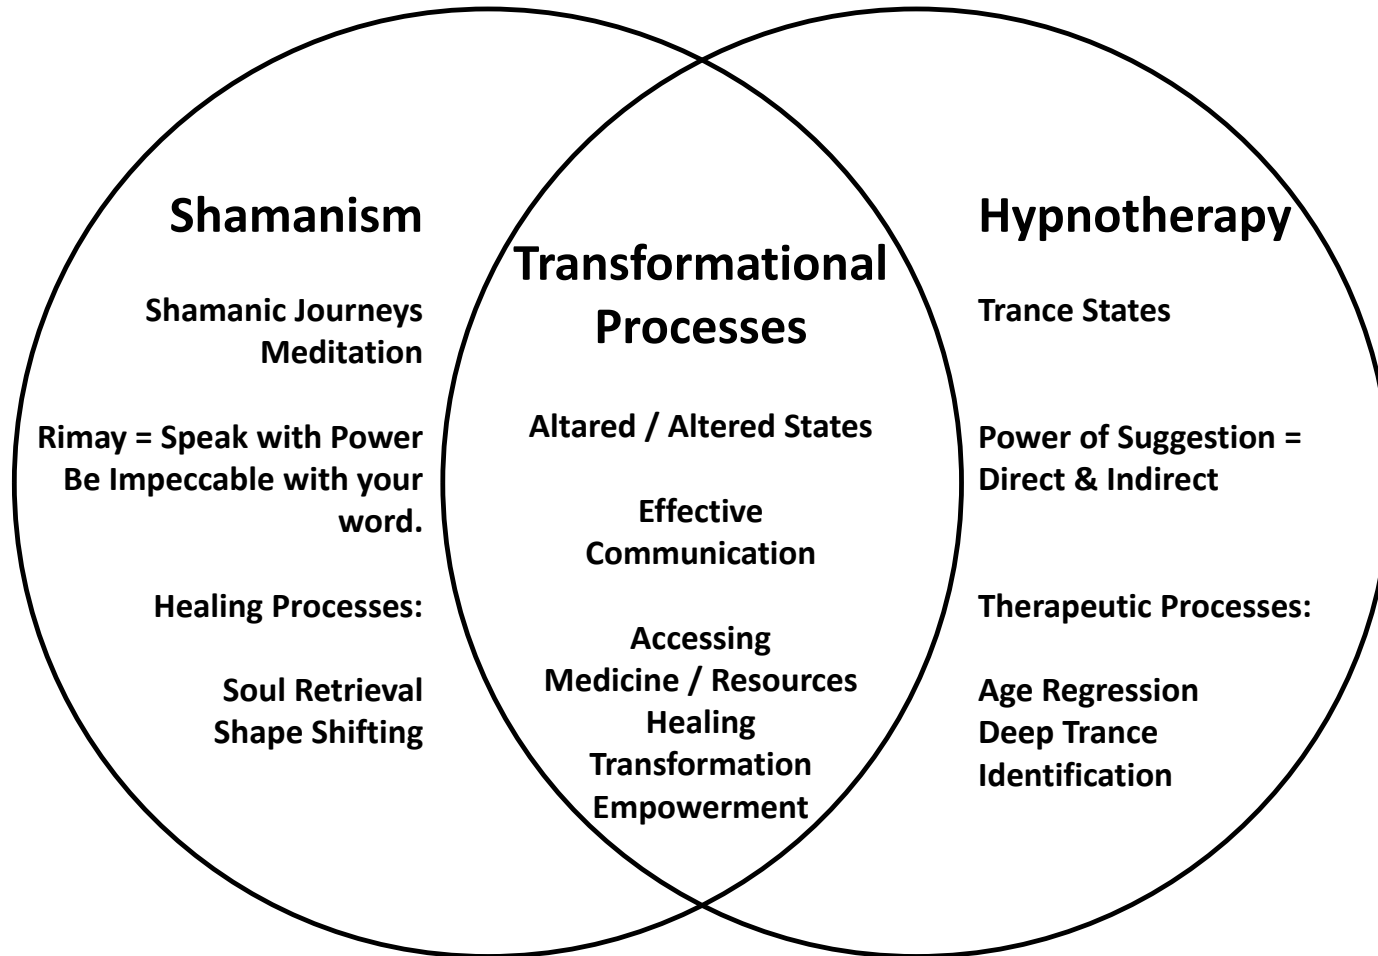 Shamanism
Shamanic Journeys
Meditation
Rimay = Speak with Power
Be Impeccable with your
word.
Healing Processes:
Soul Retrieval
Shape Shifting
Transformational
Processes
Altared / Altered States
Effective
Communication
Accessing
Medicine / Resources
Healing
Transformation
Empowerment
Hypnotherapy
Trance States
Power of Suggestion =
Direct & Indirect
Therapeutic Processes:
Age Regression
Deep Trance
Identification